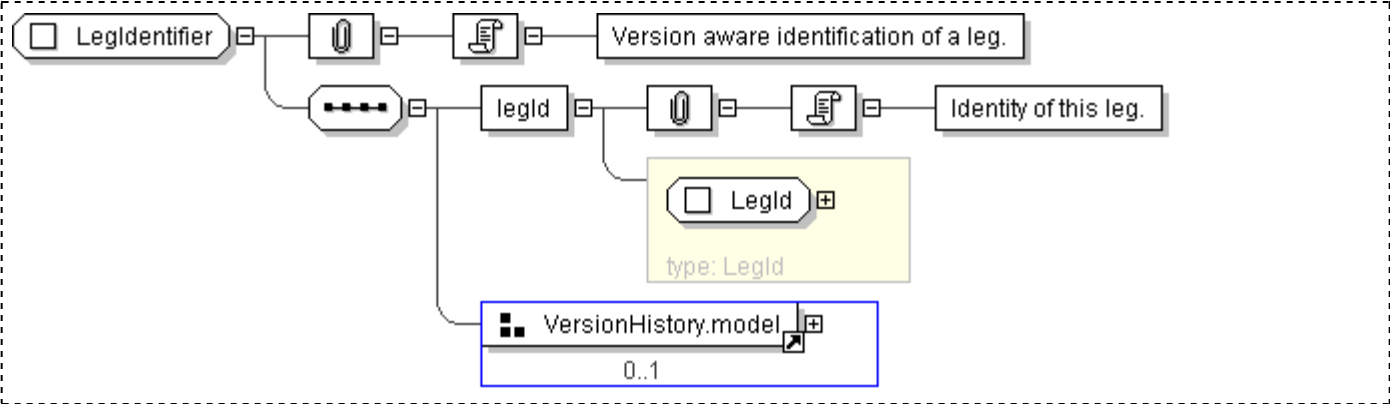 LegIdentifier
Version aware identification of a leg.
legId
Identity of this leg.
LegId
type: LegId
VersionHistory.model
0..1